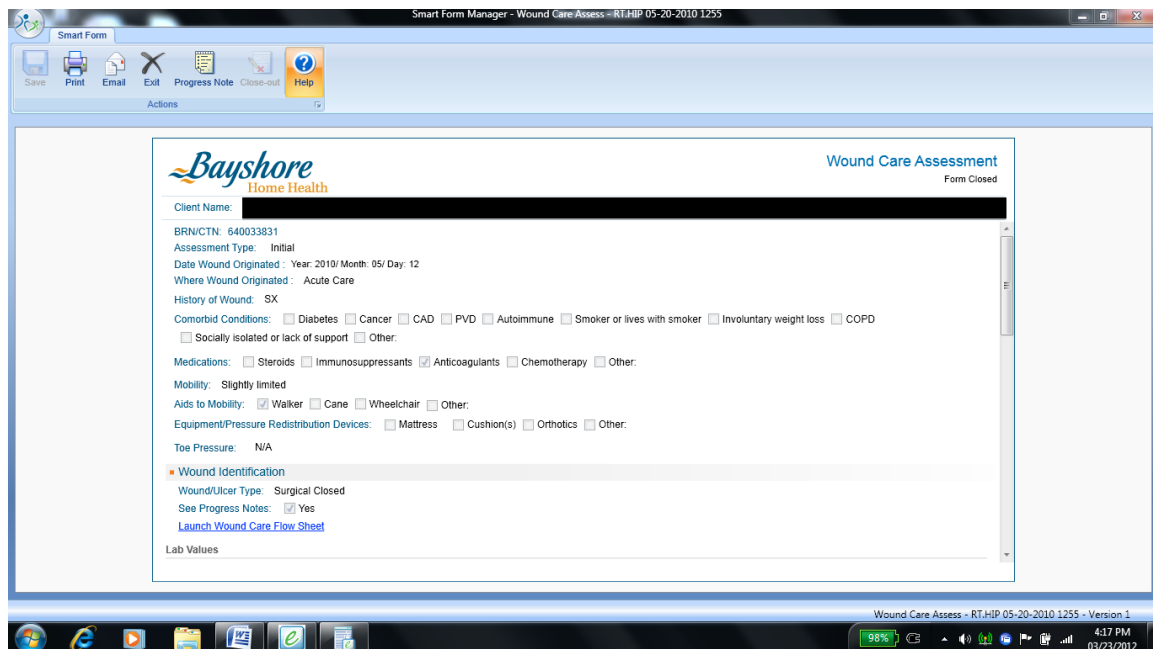 Smart Form Manager - Wound Care Assess - RT.HIP 05-20-2010 1255
Smart Form
Save Print Email Exit Progress Note Close-out Help
Actions
Bayshore
Home Health
Wound Care Assessment
Form Closed
Client Name:
BRN/CTN: 640033831
Assessment Type: Initial
Date Wound Originated : Year: 2010/ Month: 05/ Day: 12
Where Wound Originated : Acute Care
History of Wound: SX
Comorbid Conditions: Diabetes Cancer CAD PVD Autoimmune Smoker or lives with smoker Involuntary weight loss COPD
Socially isolated or lack of support Other:
Medications: Steroids Immunosuppressants Anticoagulants Chemotherapy Other:
Mobility: Slightly limited
Aids to Mobility: Walker Cane Wheelchair Other:
Equipment/Pressure Redistribution Devices: Mattress Cushion(s) Orthotics Other:
Toe Pressure: N/A
Wound Identification
Wound/Ulcer Type: Surgical Closed
See Progress Notes: Yes
Launch Wound Care Flow Sheet
Lab Values
Wound Care Assess - RT.HIP 05-20-2010 1255 - Version 1
98%
4:17 PM
03/23/2012